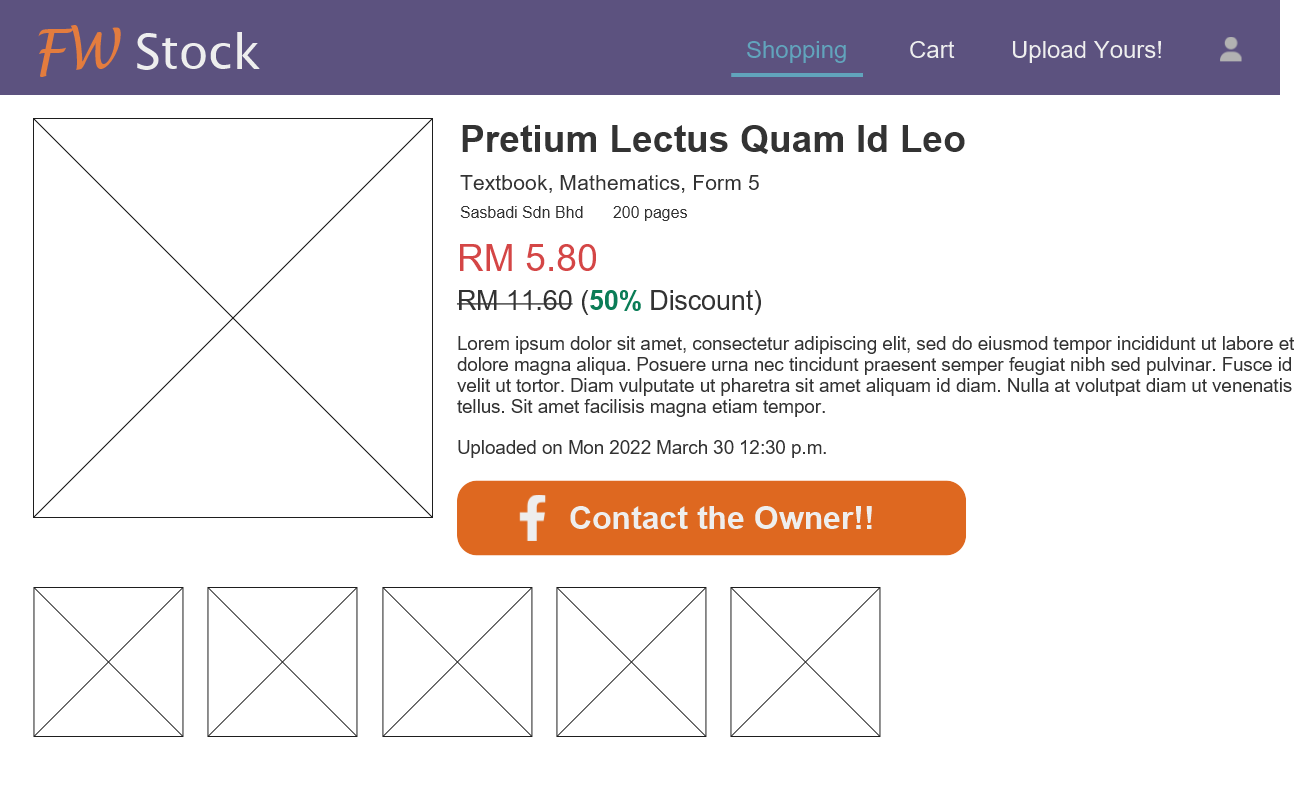 FW Stock
Shopping
Cart
Upload Yours!
Pretium Lectus Quam Id Leo
Textbook, Mathematics, Form 5
Sasbadi Sdn Bhd 200 pages
RM 5.80
RM 11.60 (50% Discount)
Lorem ipsum dolor sit amet, consectetur adipiscing elit, sed do eiusmod tempor incididunt ut labore et
dolore magna aliqua. Posuere urna nec tincidunt praesent semper feugiat nibh sed pulvinar. Fusce id
velit ut tortor. Diam vulputate ut pharetra sit amet aliquam id diam. Nulla at volutpat diam ut venenatis
tellus. Sit amet facilisis magna etiam tempor.
Uploaded on Mon 2022 March 30 12:30 p.m.
f Contact the Owner!!